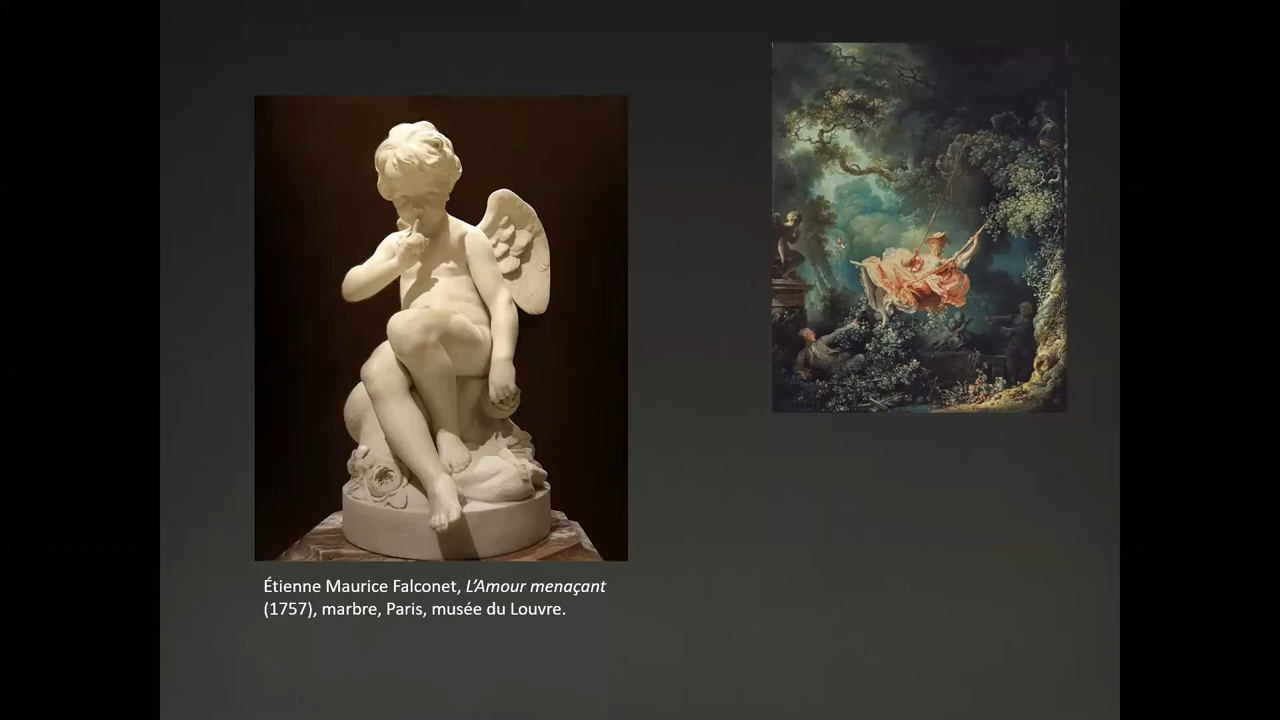 Étienne Maurice Falconet, L’Amour menaçant
(1757), marbre, Paris, musée du Louvre.